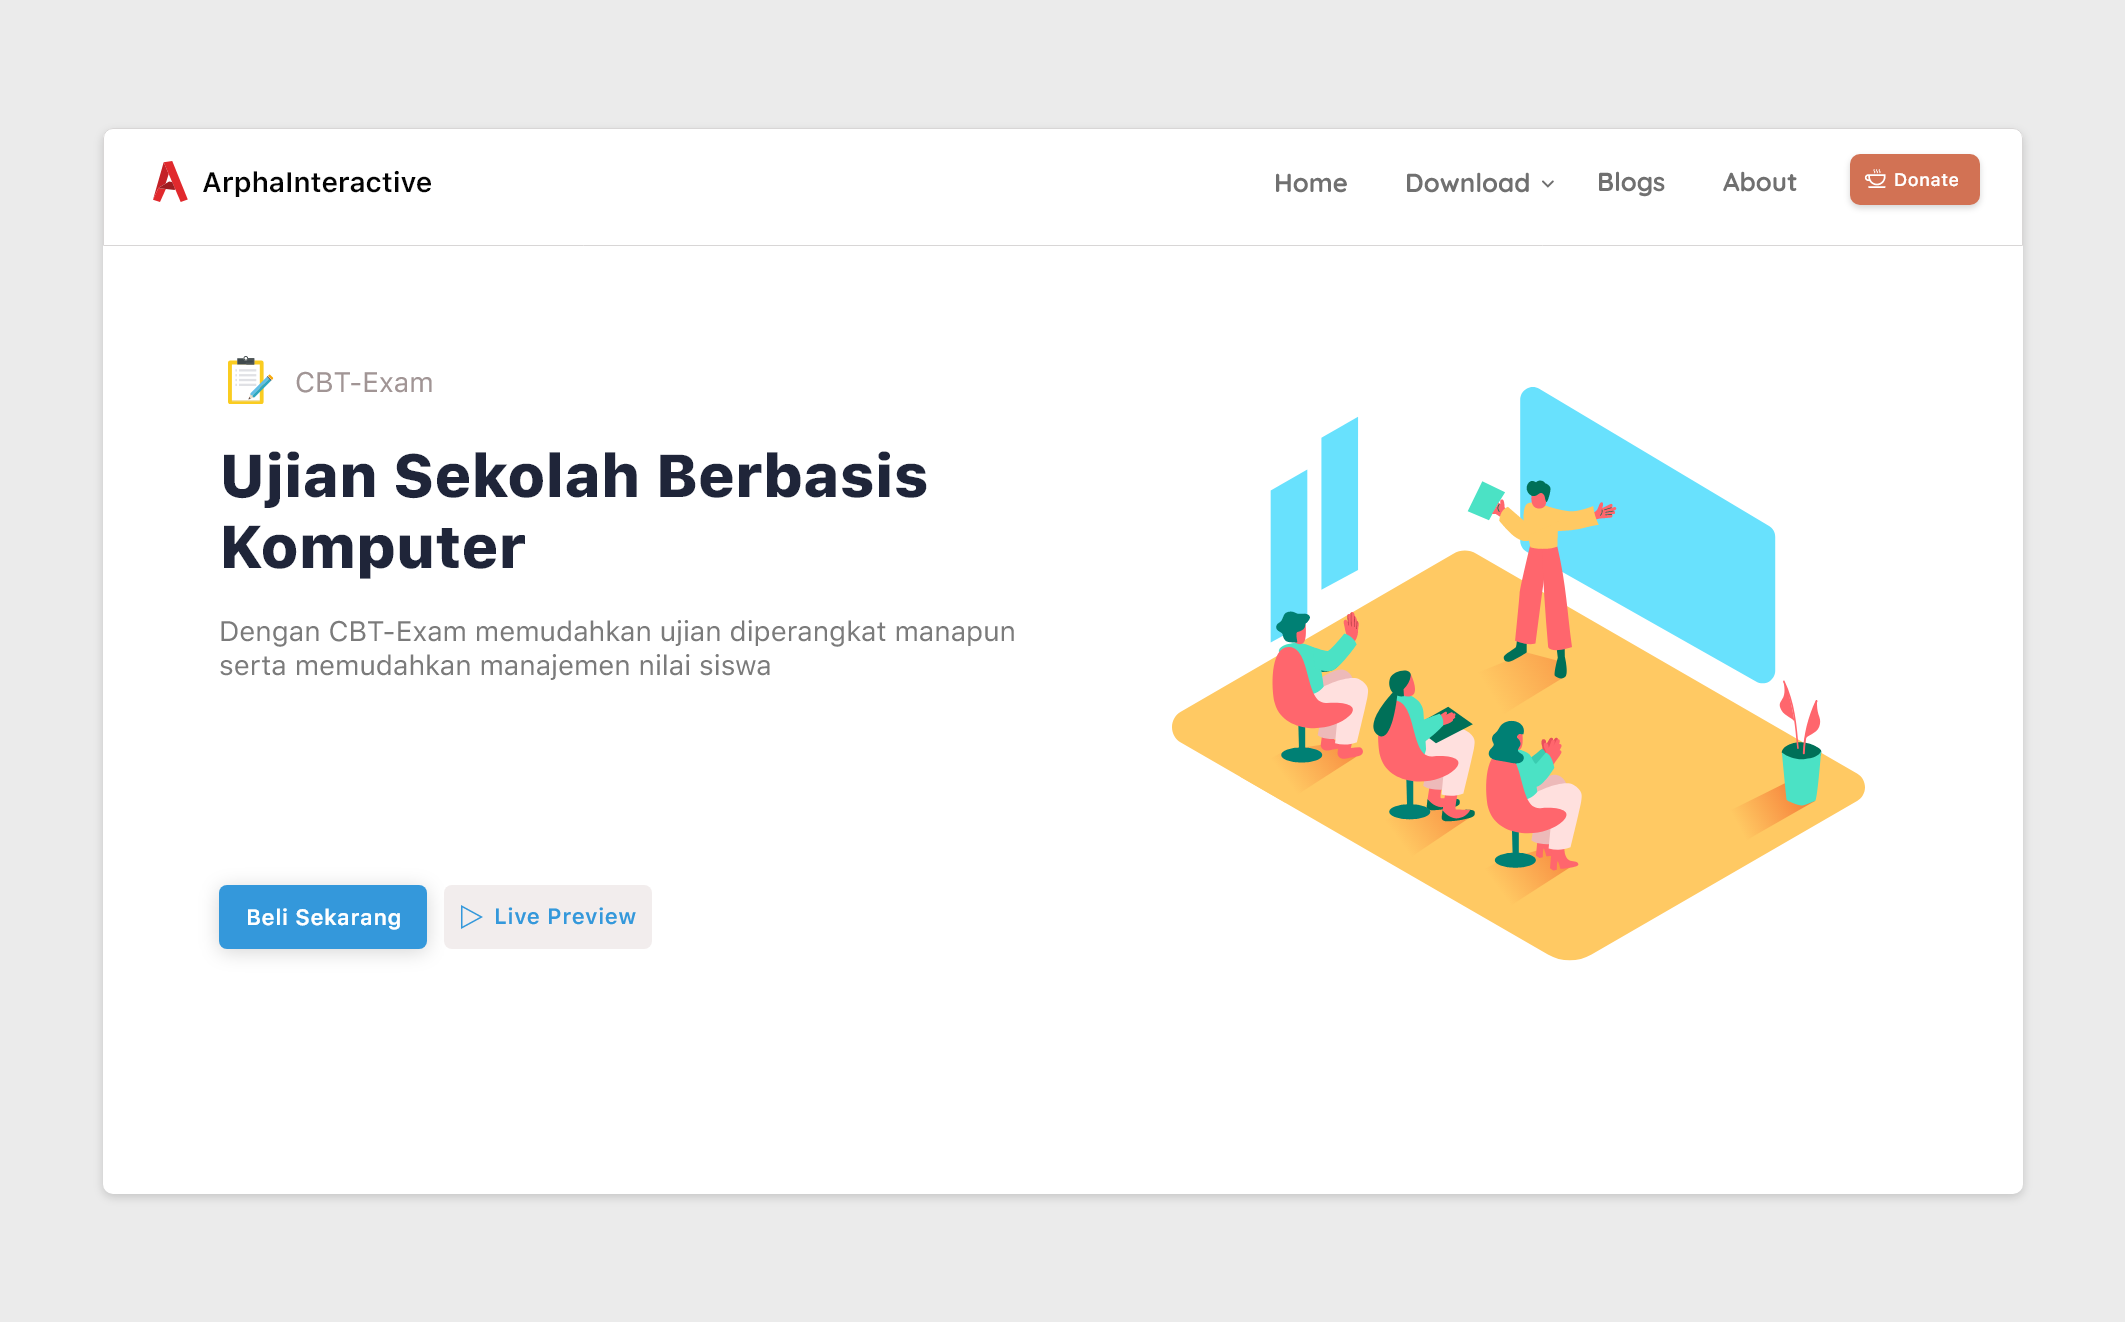 ArphaInteractive
Home
Download
Blogs
About
Donate
CBT-Exam
Ujian Sekolah Berbasis
Komputer
Dengan CBT-Exam memudahkan ujian diperangkat manapun
serta memudahkan manajemen nilai siswa
Beli Sekarang
Live Preview